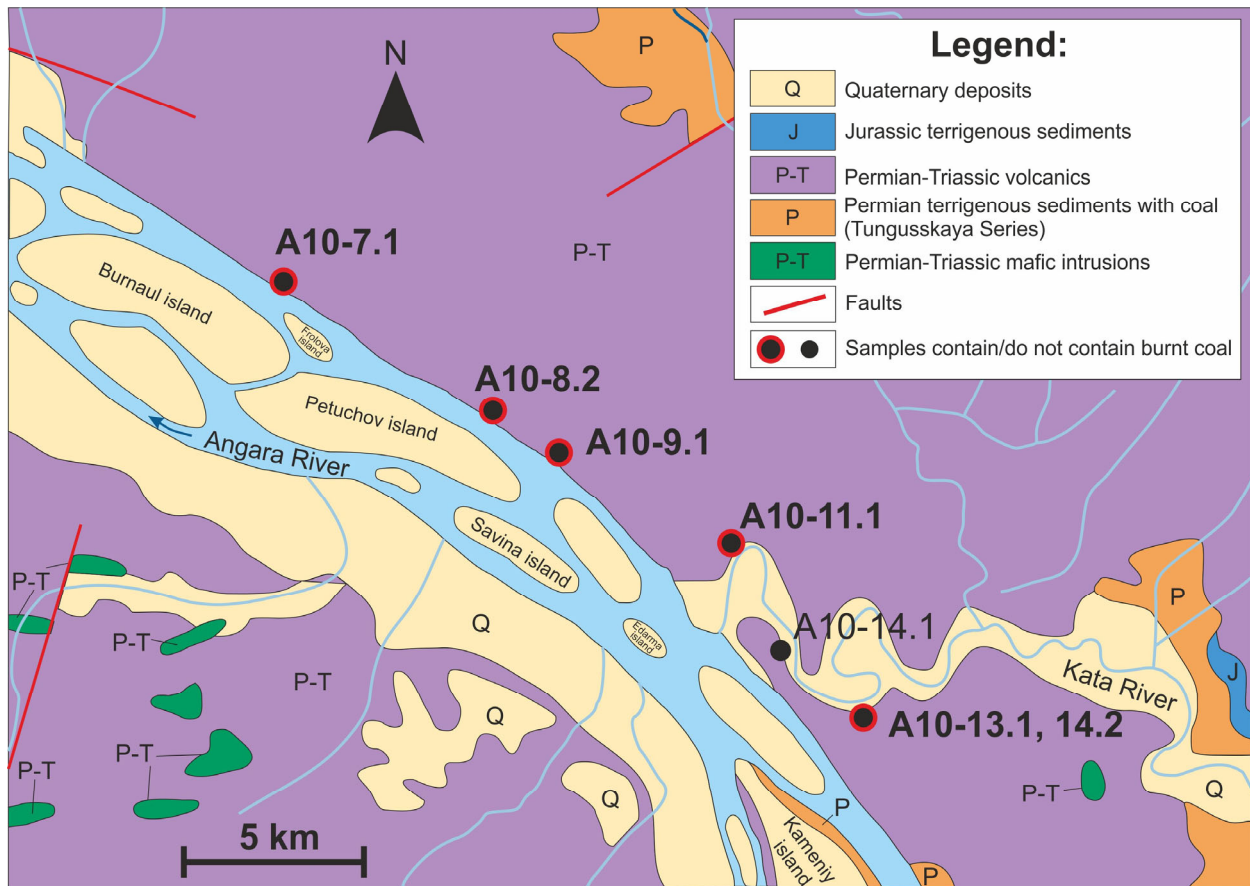 Legend:
Q Quaternary deposits
J Jurassic terrigenous sediments
P-T Permian-Triassic volcanics
P Permian terrigenous sediments with coal
(Tungusskaya Series)
P-T Permian-Triassic mafic intrusions
Faults
Samples contain/do not contain burnt coal
N
P
P-T
A10-7.1
Burnaul island
Frolova
island
A10-8.2
Petuchov island
A10-9.1
Angara River
Savina island
A10-11.1
A10-14.1
Edarma
island
Kata River
A10-13.1, 14.2
P
J
Q
P-T
P-T
P-T
P-T
Q
Q
Q
P-T
P-T
P-T
P
Kameniy
island
P
5 km